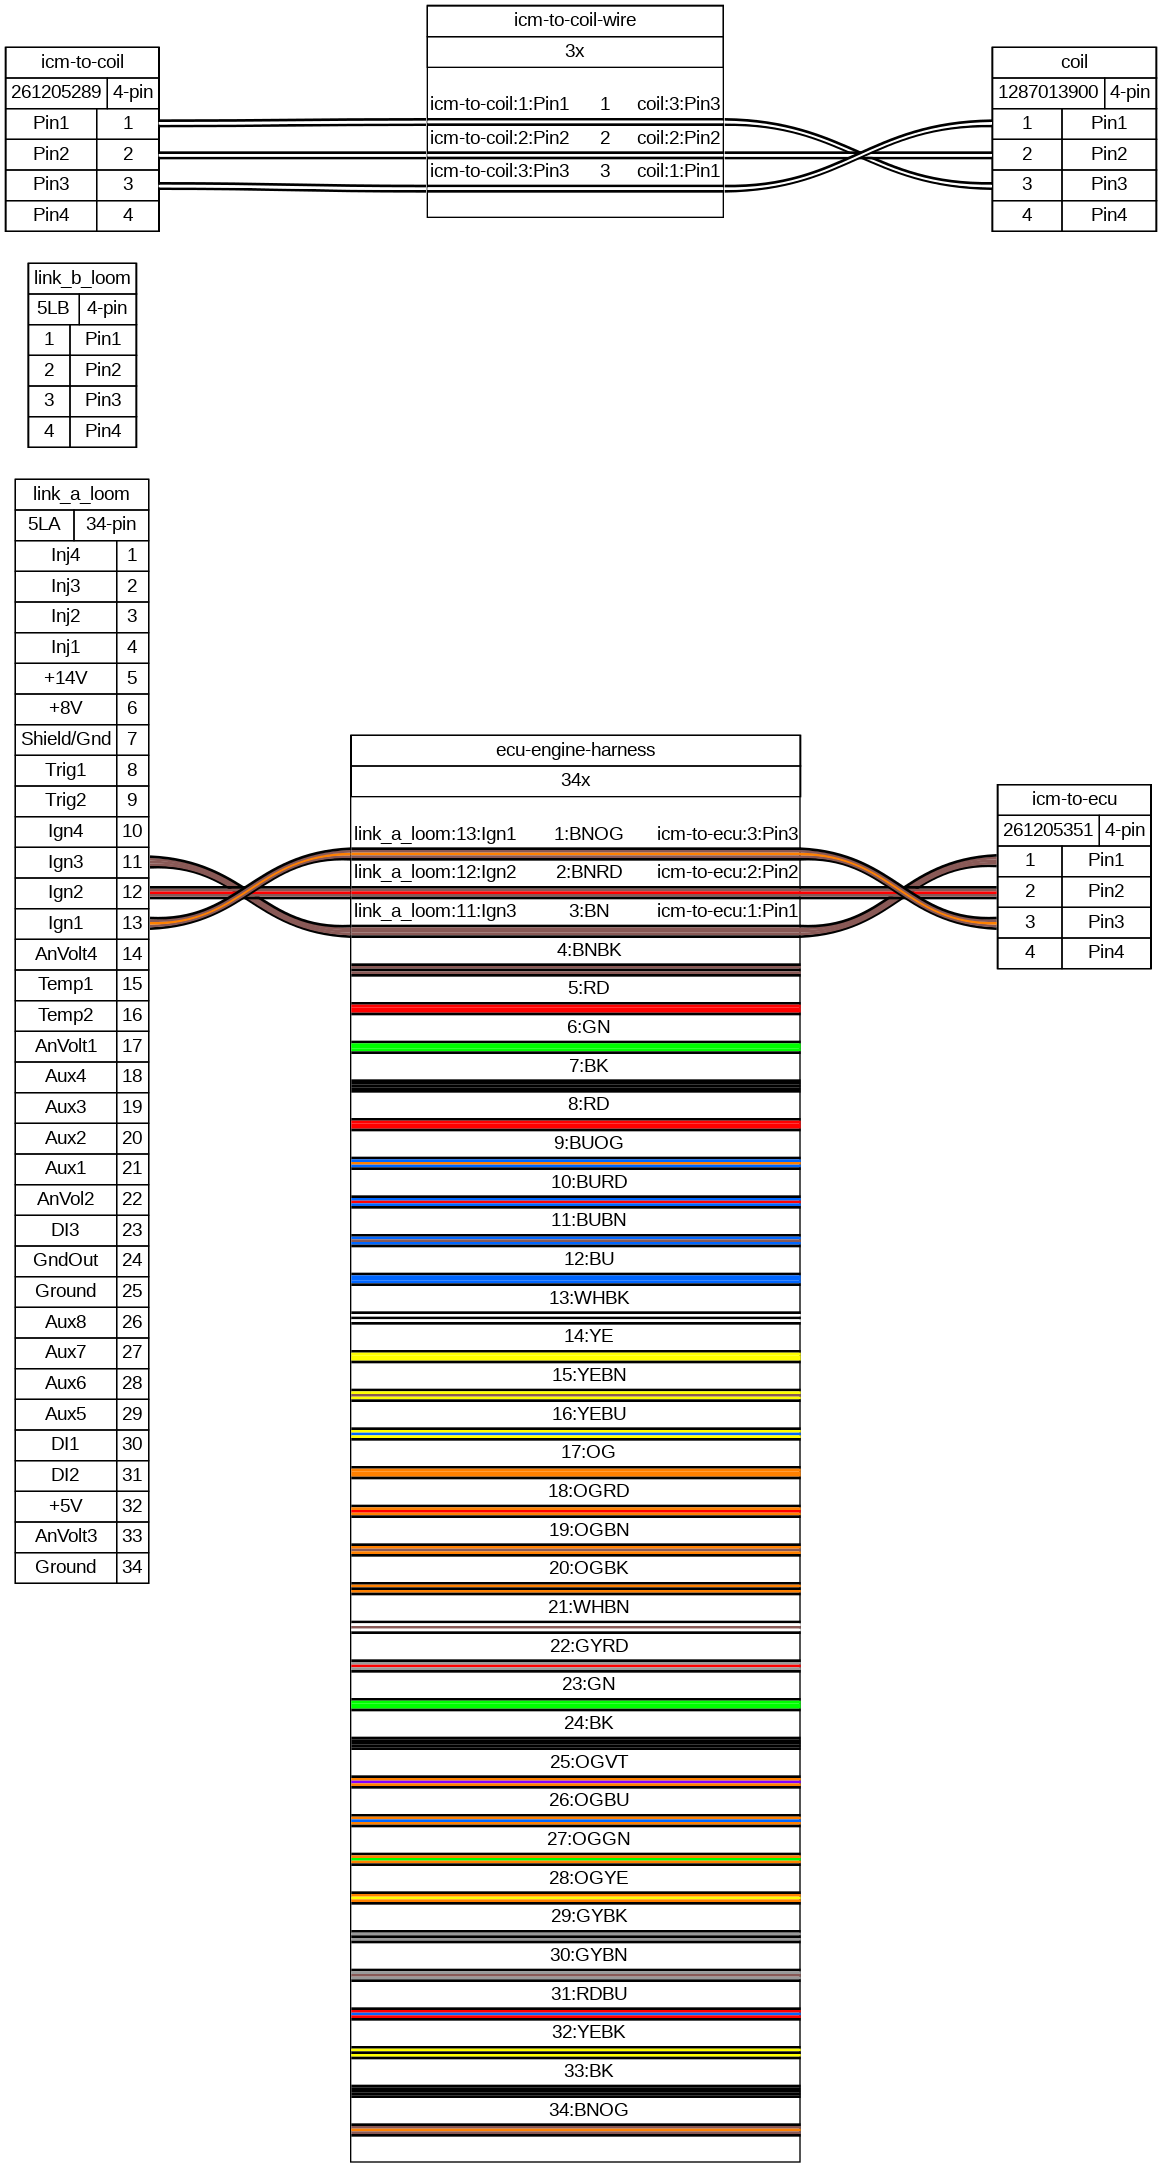 icm-to-coil-wire
3x
icm-to-coil:1:Pin1 1 coil:3:Pin3
icm-to-coil:2:Pin2 2 coil:2:Pin2
icm-to-coil:3:Pin3 3 coil:1:Pin1
icm-to-coil
261205289 4-pin
Pin1 1
Pin2 2
Pin3 3
Pin4 4
coil
1287013900 4-pin
1 Pin1
2 Pin2
3 Pin3
4 Pin4
link_b_loom
5LB 4-pin
1 Pin1
2 Pin2
3 Pin3
4 Pin4
link_a_loom
5LA 34-pin
Inj4 1
Inj3 2
Inj2 3
Inj1 4
+14V 5
+8V 6
Shield/Gnd 7
Trig1 8
Trig2 9
Ign4 10
Ign3 11
Ign2 12
Ign1 13
AnVolt4 14
Temp1 15
Temp2 16
AnVolt1 17
Aux4 18
Aux3 19
Aux2 20
Aux1 21
AnVol2 22
DI3 23
GndOut 24
Ground 25
Aux8 26
Aux7 27
Aux6 28
Aux5 29
DI1 30
DI2 31
+5V 32
AnVolt3 33
Ground 34
ecu-engine-harness
34x
link_a_loom:13:Ign1 1:BNOG icm-to-ecu:3:Pin3
link_a_loom:12:Ign2 2:BNRD icm-to-ecu:2:Pin2
link_a_loom:11:Ign3 3:BN icm-to-ecu:1:Pin1
4:BNBK
5:RD
6:GN
7:BK
8:RD
9:BUOG
10:BURD
11:BUBN
12:BU
13:WHBK
14:YE
15:YEBN
16:YEBU
17:OG
18:OGRD
19:OGBN
20:OGBK
21:WHBN
22:GYRD
23:GN
24:BK
25:OGVT
26:OGBU
27:OGGN
28:OGYE
29:GYBK
30:GYBN
31:RDBU
32:YEBK
33:BK
34:BNOG
icm-to-ecu
261205351 4-pin
1 Pin1
2 Pin2
3 Pin3
4 Pin4